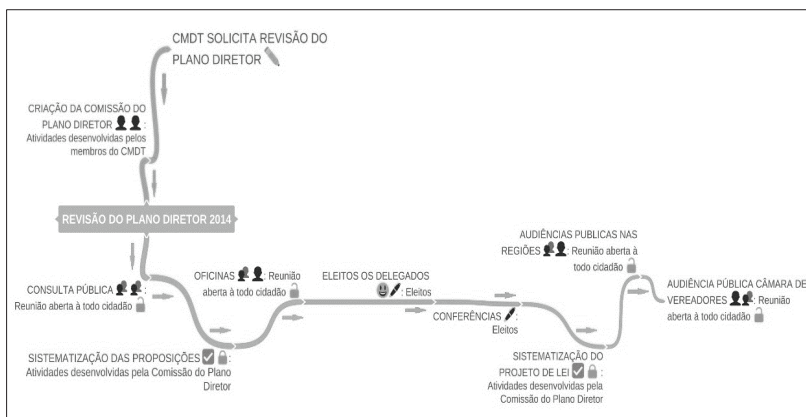 CMDT SOLICITA REVISÃO DO
PLANO DIRETOR
CRIAÇÃO DA COMISSÃO DO
PLANO DIRETOR :
Atividades desenvolvidas pelos
membros do CMDT
REVISÃO DO PLANO DIRETOR 2014
CONSULTA PÚBLICA :
Reunião aberta à todo cidadão
SISTEMATIZAÇÃO DAS PROPOSIÇÕES :
Atividades desenvolvidas pela Comissão do Plano
Diretor
OFICINAS : Reunião
aberta à todo cidadão
ELEITOS OS DELEGADOS
: Eleitos
CONFERÊNCIAS :
Eleitos
SISTEMATIZAÇÃO DO
PROJETO DE LEI :
Atividades desenvolvidas pela
Comissão do Plano Diretor
AUDIÊNCIAS PUBLICAS NAS
REGIÕES : Reunião aberta à
todo cidadão
AUDIÊNCIA PÚBLICA CÂMARA DE
VEREADORES : Reunião
aberta à todo cidadão